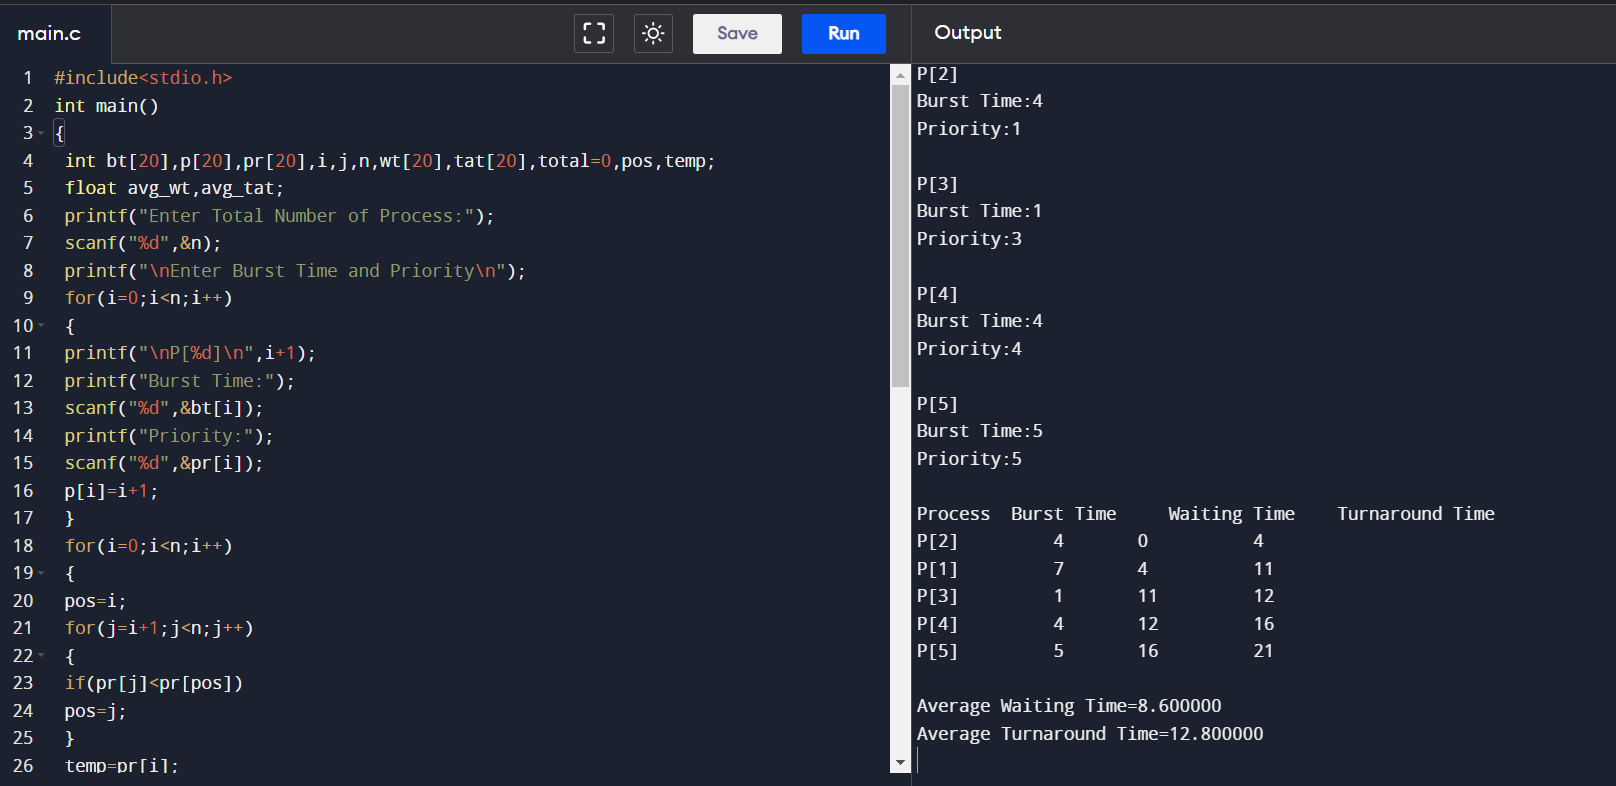 main.c
Save
Run
Output
1 #include<stdio.h>
2 int main()
3 {
4 int bt[20],p[20],pr[20],i,j,n,wt[20],tat[20],total=0,pos,temp;
5 float avg_wt,avg_tat;
6 printf("Enter Total Number of Process:");
7 scanf("%d",&n);
8 printf("\nEnter Burst Time and Priority\n");
9 for(i=0;i<n;i++)
10 {
11 printf("\nP[%d]\n",i+1);
12 printf("Burst Time:");
13 scanf("%d",&bt[i]);
14 printf("Priority:");
15 scanf("%d",&pr[i]);
16 p[i]=i+1;
17 }
18 for(i=0;i<n;i++)
19 {
20 pos=i;
21 for(j=i+1;j<n;j++)
22 {
23 if(pr[j]<pr[pos])
24 pos=j;
25 }
26 temp=pr[i];
P[2]
Burst Time:4
Priority:1
P[3]
Burst Time:1
Priority:3
P[4]
Burst Time:4
Priority:4
P[5]
Burst Time:5
Priority:5
Process Burst Time Waiting Time Turnaround Time
P[2] 4 0 4
P[1] 7 4 11
P[3] 1 11 12
P[4] 4 12 16
P[5] 5 16 21
Average Waiting Time=8.600000
Average Turnaround Time=12.800000